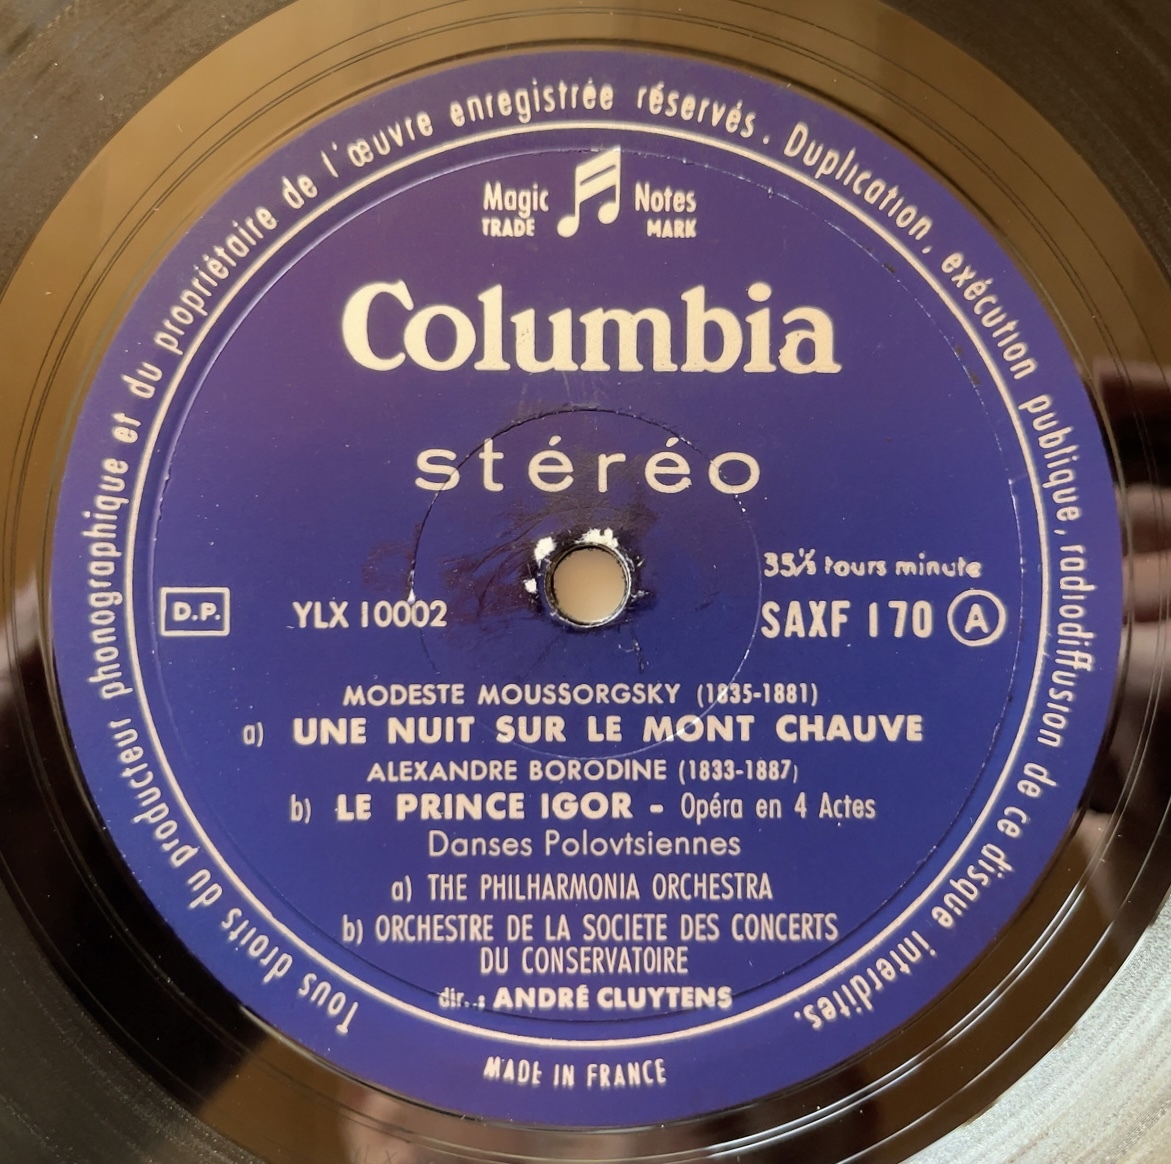 Tous droits du producteur phonographique et du propriétaire de l'œuvre enregistrée réservés. Duplication, exécution publique, radiodiffusion de ce disque interdites.
Magic Notes
TRADE MARK
Columbia
stéréo
35⅓ tours minute
D.P. YLX 10002 SAXF 170 A
MODESTE MOUSSORGSKY (1835-1881)
a) UNE NUIT SUR LE MONT CHAUVE
ALEXANDRE BORODINE (1833-1887)
b) LE PRINCE IGOR - Opéra en 4 Actes
Danses Polovtsiennes
a) THE PHILHARMONIA ORCHESTRA
b) ORCHESTRE DE LA SOCIETE DES CONCERTS
DU CONSERVATOIRE
dir. : ANDRÉ CLUYTENS
MADE IN FRANCE